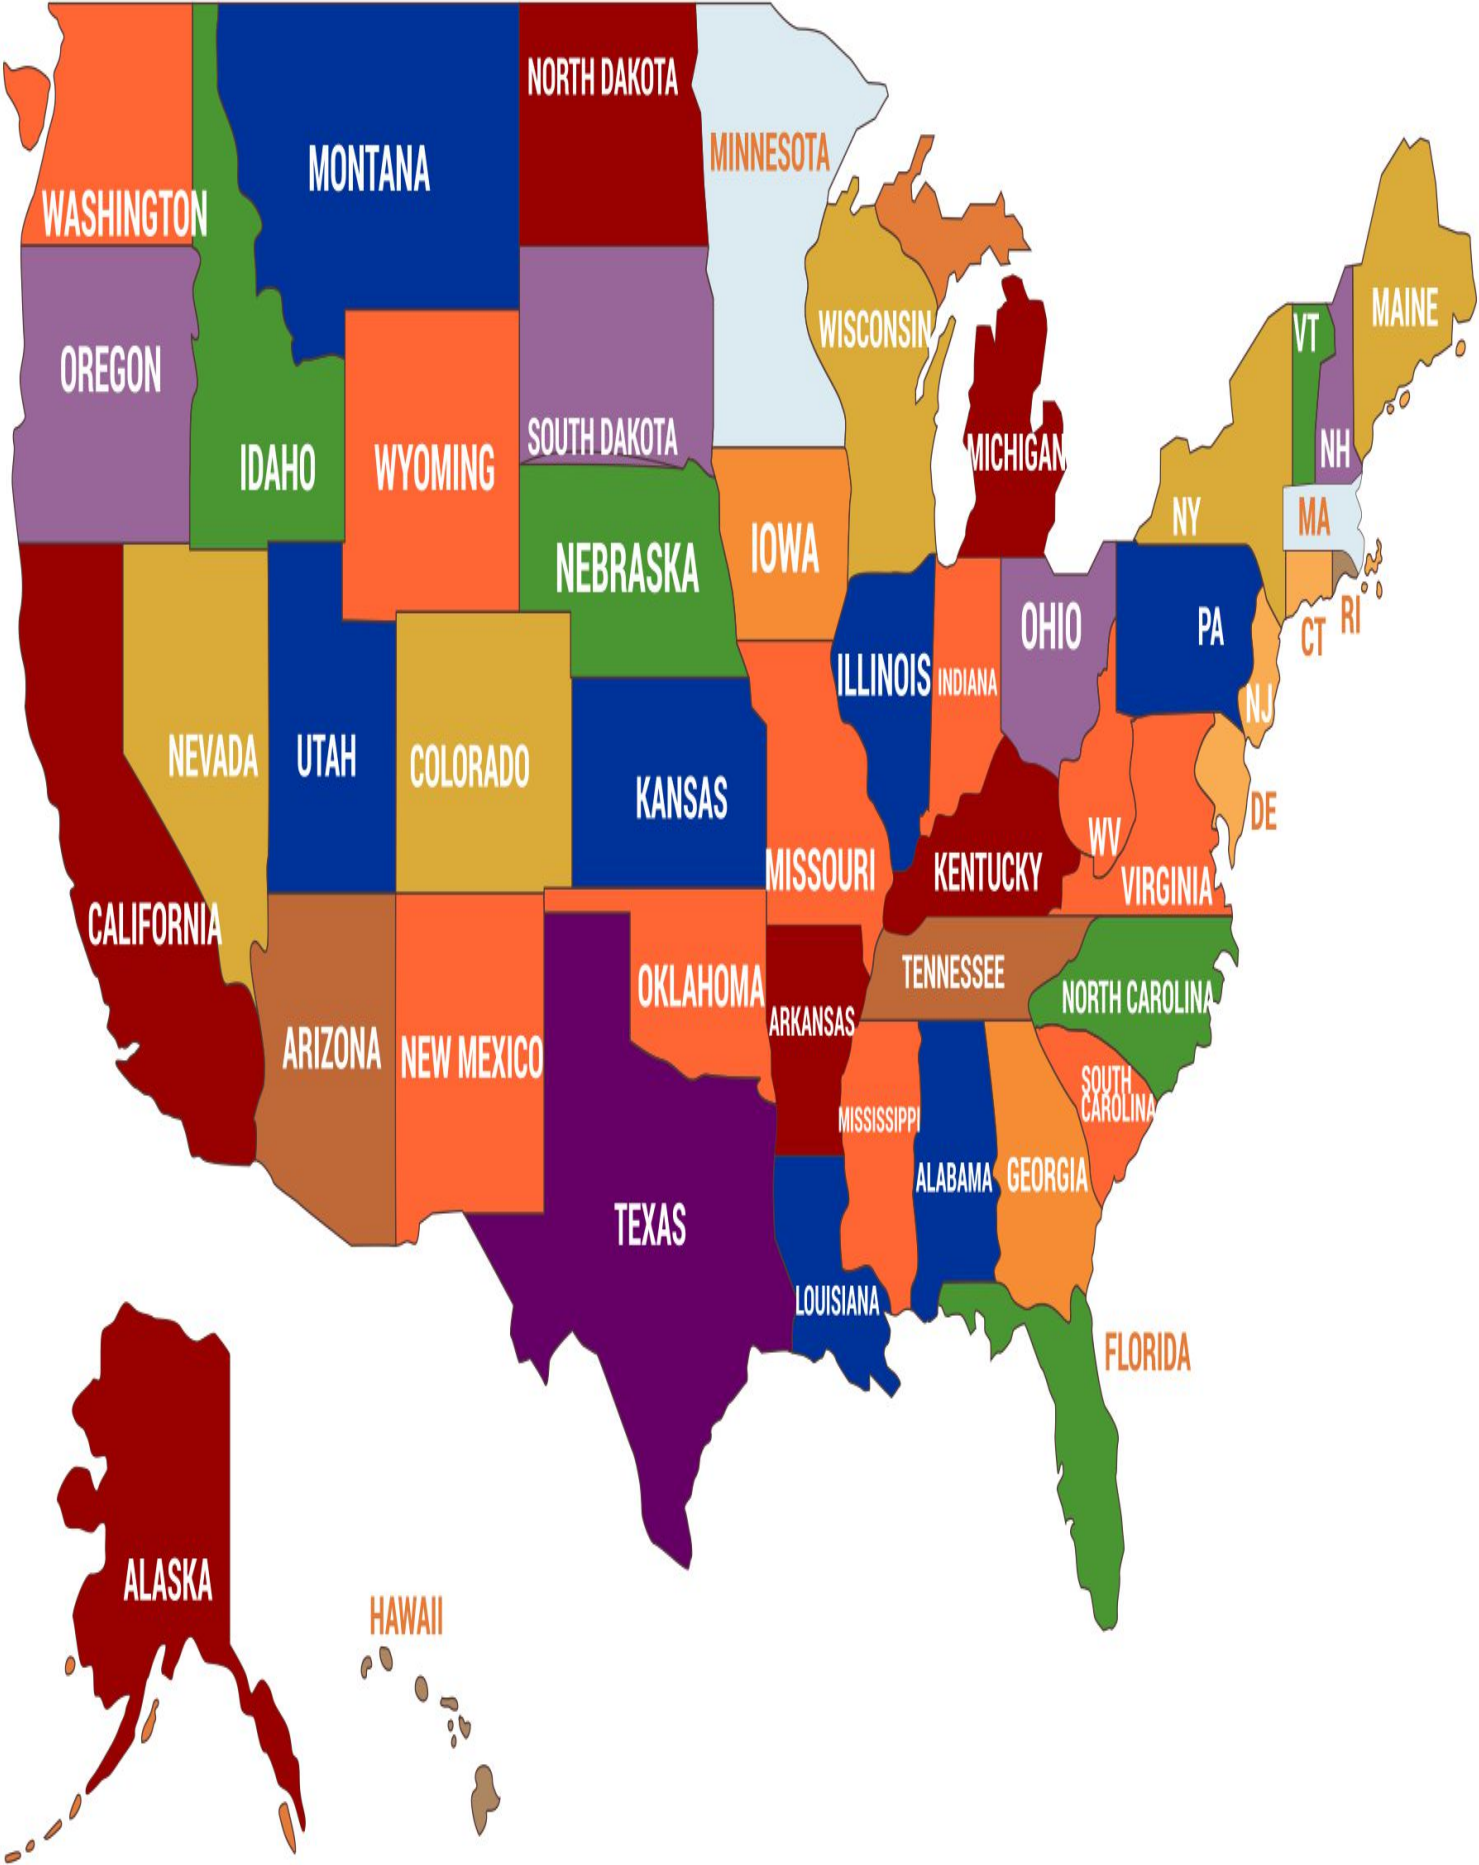 NORTH DAKOTA
MINNESOTA
MONTANA
WASHINGTON
MAINE
WISCONSIN
VT
OREGON
SOUTH DAKOTA
NH
MICHIGAN
IDAHO
WYOMING
NY
MA
IOWA
NEBRASKA
RI
PA
OHIO
CT
ILLINOIS
INDIANA
NJ
NEVADA
UTAH
COLORADO
KANSAS
DE
WV
MISSOURI
KENTUCKY
VIRGINIA
CALIFORNIA
TENNESSEE
OKLAHOMA
NORTH CAROLINA
ARKANSAS
ARIZONA
NEW MEXICO
SOUTH
CAROLINA
MISSISSIPPI
ALABAMA
GEORGIA
TEXAS
LOUISIANA
FLORIDA
ALASKA
HAWAII